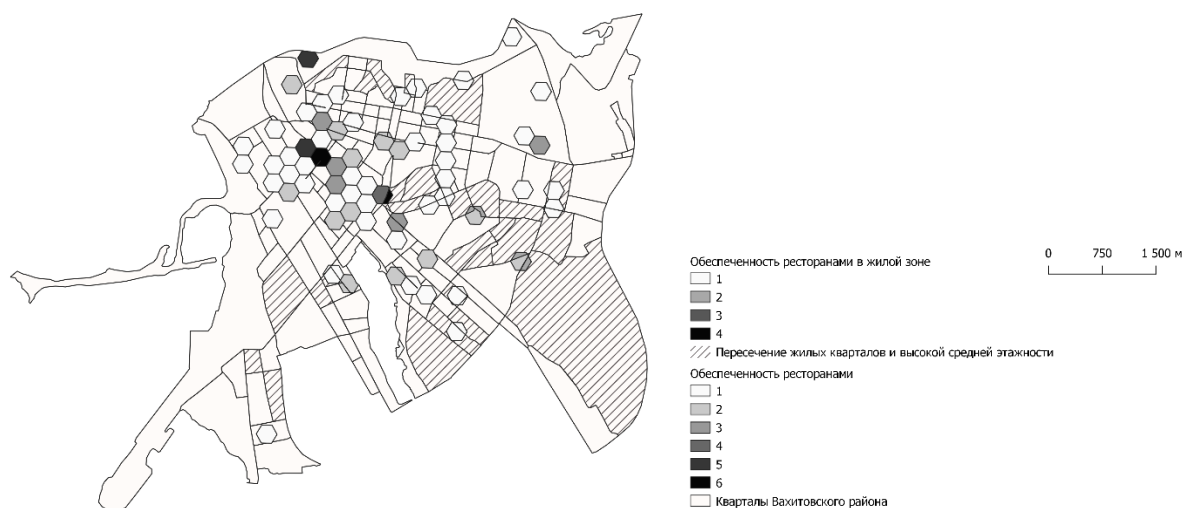 Обеспеченность ресторанами в жилой зоне
1
2
3
4
Пересечение жилых кварталов и высокой средней этажности
Обеспеченность ресторанами
1
2
3
4
5
6
Кварталы Вахитовского района
0 750 1 500 м